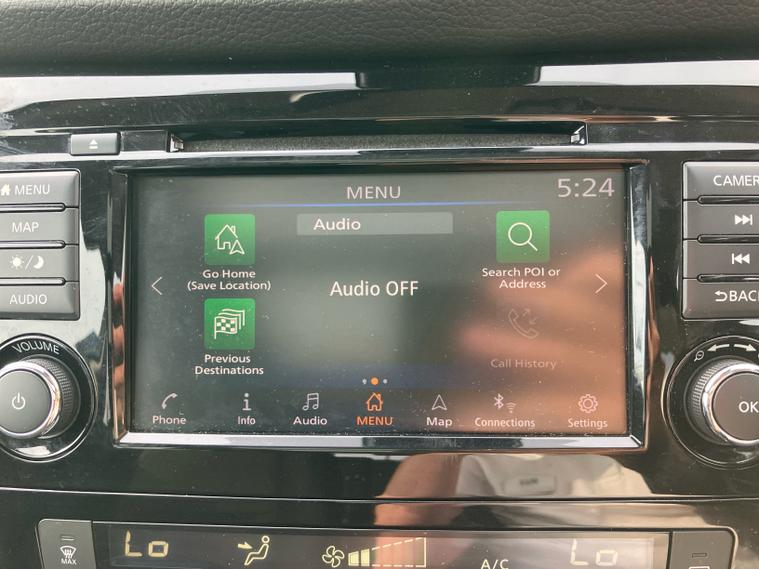 MENU
5:24
MENU
CAMER
MAP
Audio
Go Home
(Save Location)
Audio OFF
Search POI or
Address
AUDIO
BACK
Previous
Destinations
Call History
VOLUME
OK
Phone
Info
Audio
MENU
Map
Connections
Settings
MAX
Lo
A/C
Lo